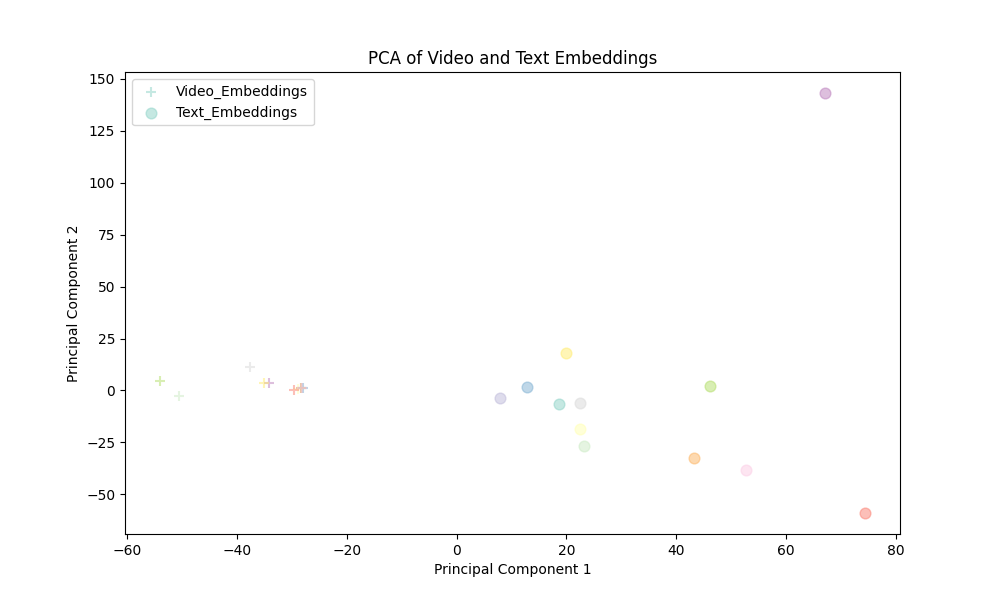 PCA of Video and Text Embeddings
Video_Embeddings
Text_Embeddings
150
125
100
75
50
25
0
−25
−50
Principal Component 2
−60 −40 −20 0 20 40 60 80
Principal Component 1